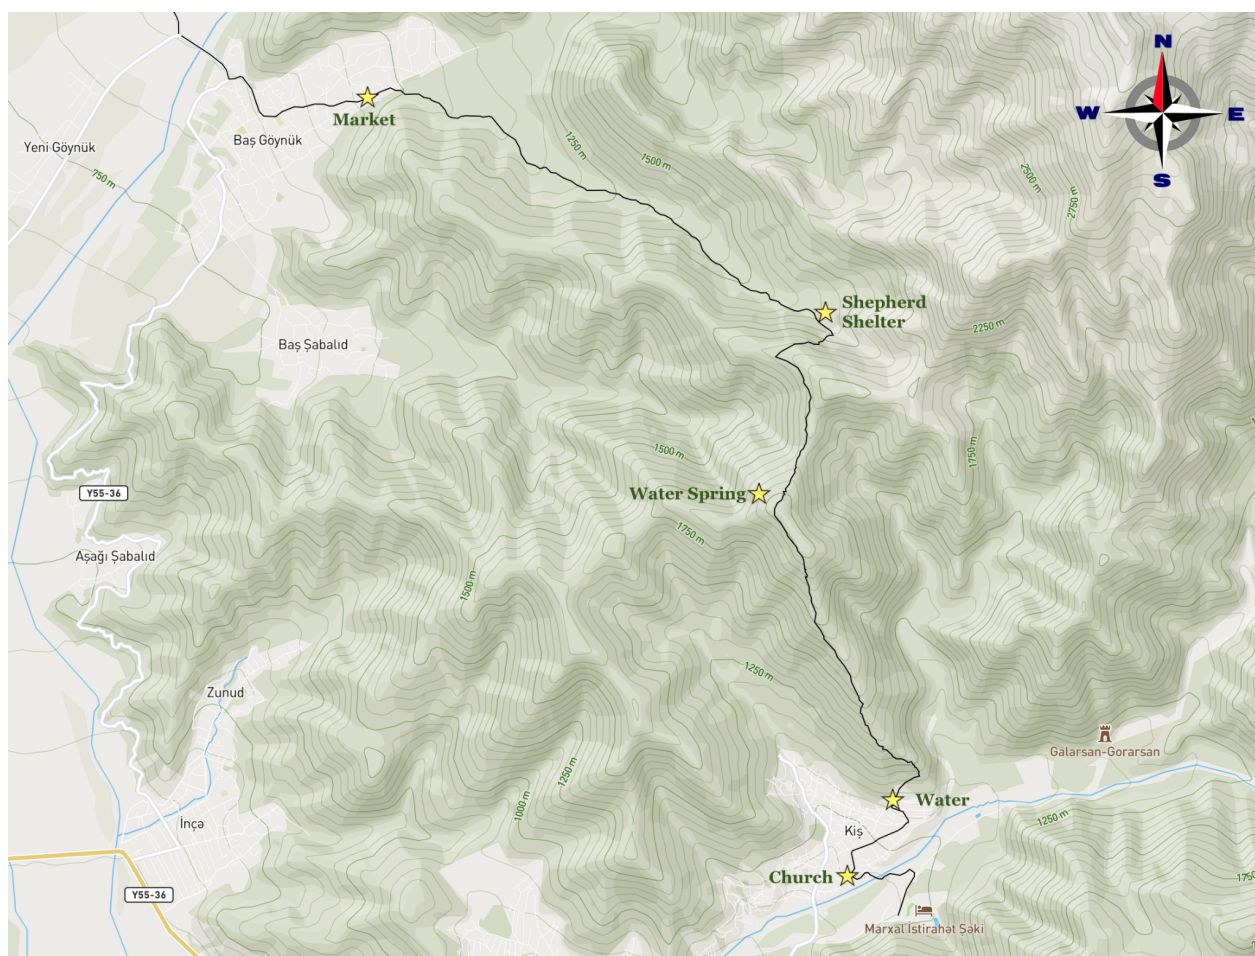 N
W
E
S
Market
Baş Göynük
Yeni Göynük
750 m
1250 m
1500 m
2500 m
2750 m
Shepherd
Shelter
2250 m
Baş Şabalıd
1500 m
1750 m
Water Spring
Y55-36
1750 m
Aşağı Şabalıd
1500 m
1250 m
Zunud
Galarsan-Gorarsan
1250 m
1000 m
Water
1250 m
İnçə
Kiş
Church
1750
Y55-36
Marxal İstirahət Şəki